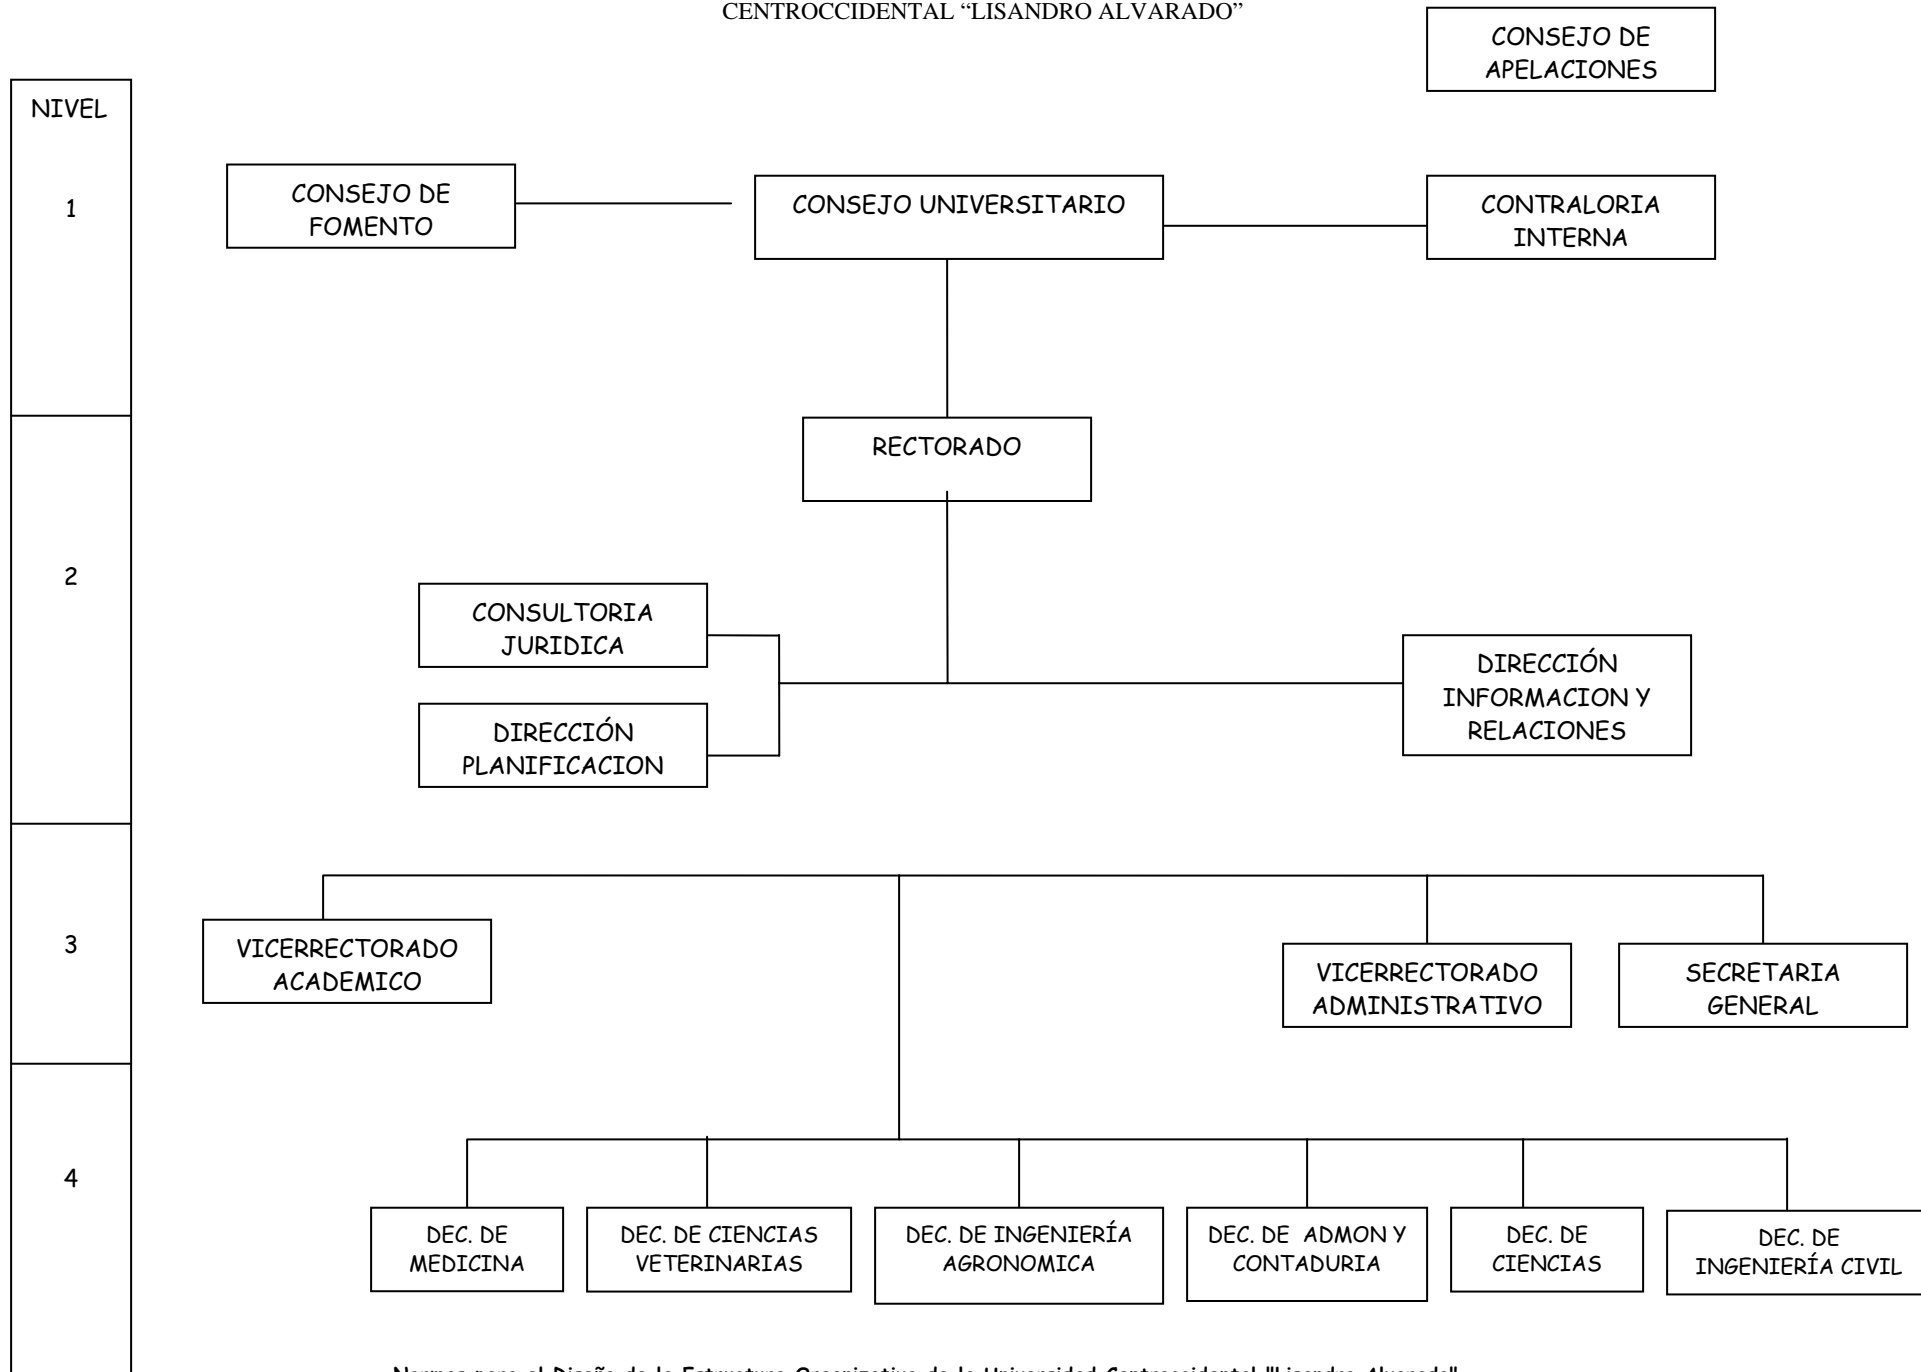 CENTROCCIDENTAL “LISANDRO ALVARADO”
CONSEJO DE
APELACIONES
NIVEL
1
CONSEJO DE
FOMENTO
CONSEJO UNIVERSITARIO
CONTRALORIA
INTERNA
RECTORADO
2
CONSULTORIA
JURIDICA
DIRECCIÓN
PLANIFICACION
DIRECCIÓN
INFORMACION Y
RELACIONES
3
VICERRECTORADO
ACADEMICO
VICERRECTORADO
ADMINISTRATIVO
SECRETARIA
GENERAL
4
DEC. DE
MEDICINA
DEC. DE CIENCIAS
VETERINARIAS
DEC. DE INGENIERÍA
AGRONOMICA
DEC. DE ADMON Y
CONTADURIA
DEC. DE
CIENCIAS
DEC. DE
INGENIERÍA CIVIL
Normas para el Diseño de la Estructura Organizativa de la Universidad Centroccidental "Lisandro Alvarado"